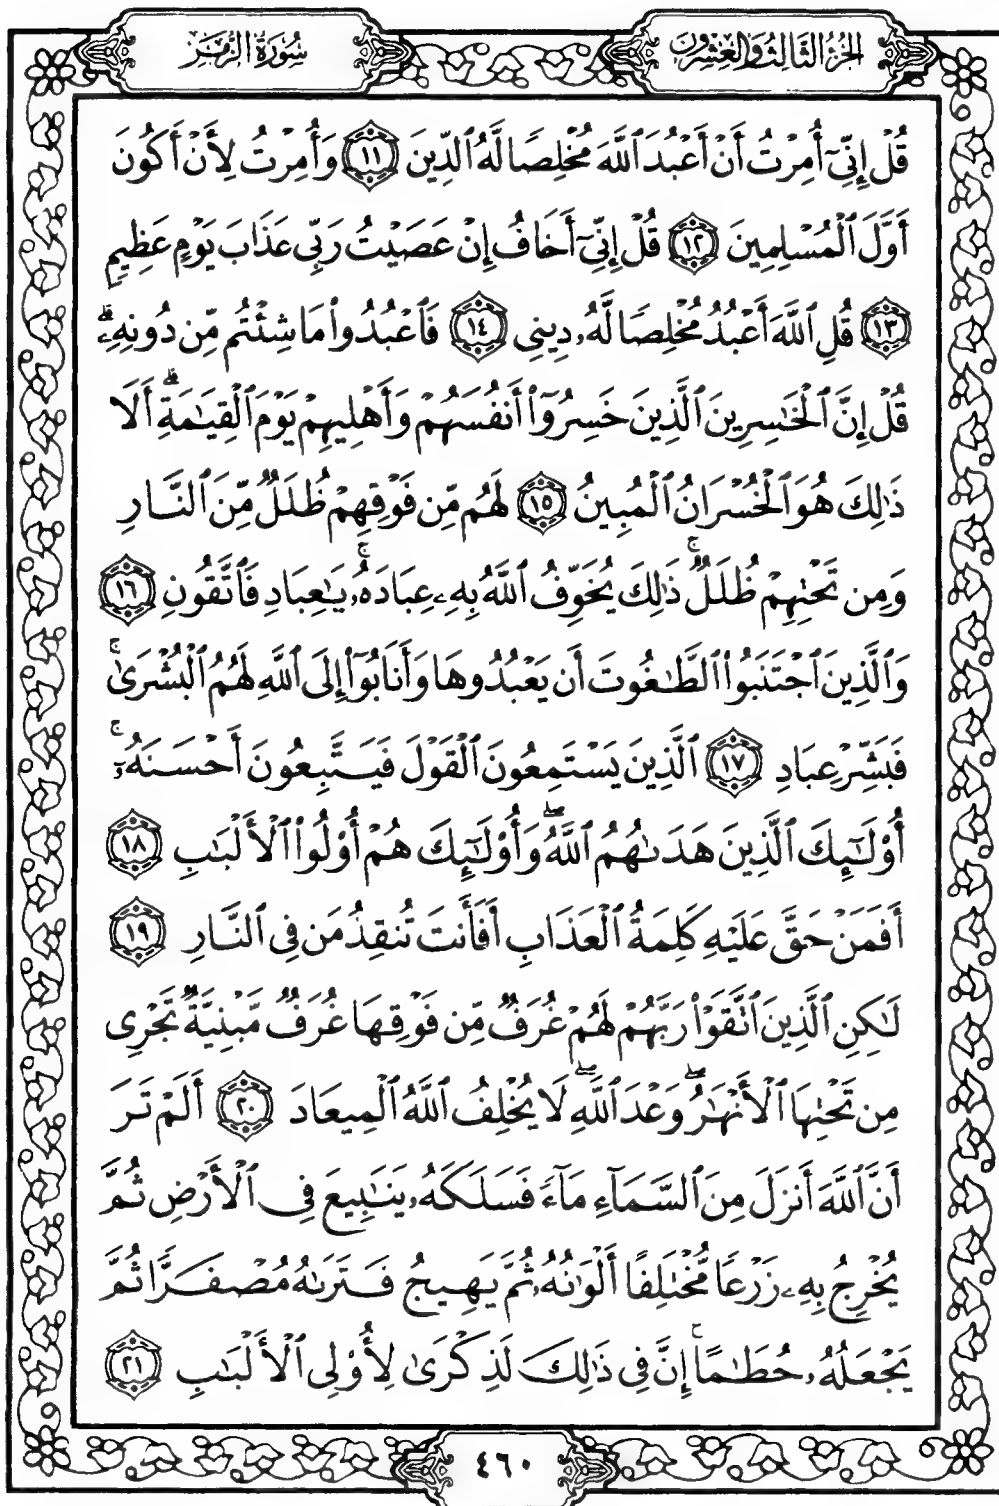 الجزء الثالث والعشرون
سورة الزمر
قُلْ إِنِّىٓ أُمِرْتُ أَنْ أَعْبُدَ ٱللَّهَ مُخْلِصًا لَّهُ ٱلدِّينَ ١١ وَأُمِرْتُ لِأَنْ أَكُونَ
أَوَّلَ ٱلْمُسْلِمِينَ ١٢ قُلْ إِنِّىٓ أَخَافُ إِنْ عَصَيْتُ رَبِّى عَذَابَ يَوْمٍ عَظِيمٍ
١٣ قُلِ ٱللَّهَ أَعْبُدُ مُخْلِصًا لَّهُۥ دِينِى ١٤ فَٱعْبُدُوا۟ مَا شِئْتُم مِّن دُونِهِۦ ۗ
قُلْ إِنَّ ٱلْخَـٰسِرِينَ ٱلَّذِينَ خَسِرُوٓا۟ أَنفُسَهُمْ وَأَهْلِيهِمْ يَوْمَ ٱلْقِيَـٰمَةِ ۗ أَلَا
ذَٰلِكَ هُوَ ٱلْخُسْرَانُ ٱلْمُبِينُ ١٥ لَهُم مِّن فَوْقِهِمْ ظُلَلٌ مِّنَ ٱلنَّارِ
وَمِن تَحْتِهِمْ ظُلَلٌ ۚ ذَٰلِكَ يُخَوِّفُ ٱللَّهُ بِهِۦ عِبَادَهُۥ ۚ يَـٰعِبَادِ فَٱتَّقُونِ ١٦
وَٱلَّذِينَ ٱجْتَنَبُوا۟ ٱلطَّـٰغُوتَ أَن يَعْبُدُوهَا وَأَنَابُوٓا۟ إِلَى ٱللَّهِ لَهُمُ ٱلْبُشْرَىٰ ۚ
فَبَشِّرْ عِبَادِ ١٧ ٱلَّذِينَ يَسْتَمِعُونَ ٱلْقَوْلَ فَيَتَّبِعُونَ أَحْسَنَهُۥٓ ۚ
أُو۟لَـٰٓئِكَ ٱلَّذِينَ هَدَىٰهُمُ ٱللَّهُ ۖ وَأُو۟لَـٰٓئِكَ هُمْ أُو۟لُوا۟ ٱلْأَلْبَـٰبِ ١٨
أَفَمَنْ حَقَّ عَلَيْهِ كَلِمَةُ ٱلْعَذَابِ أَفَأَنتَ تُنقِذُ مَن فِى ٱلنَّارِ ١٩
لَـٰكِنِ ٱلَّذِينَ ٱتَّقَوْا۟ رَبَّهُمْ لَهُمْ غُرَفٌ مِّن فَوْقِهَا غُرَفٌ مَّبْنِيَّةٌ تَجْرِى
مِن تَحْتِهَا ٱلْأَنْهَـٰرُ ۖ وَعْدَ ٱللَّهِ ۖ لَا يُخْلِفُ ٱللَّهُ ٱلْمِيعَادَ ٢٠ أَلَمْ تَرَ
أَنَّ ٱللَّهَ أَنزَلَ مِنَ ٱلسَّمَآءِ مَآءً فَسَلَكَهُۥ يَنَـٰبِيعَ فِى ٱلْأَرْضِ ثُمَّ
يُخْرِجُ بِهِۦ زَرْعًا مُّخْتَلِفًا أَلْوَٰنُهُۥ ثُمَّ يَهِيجُ فَتَرَىٰهُ مُصْفَرًّا ثُمَّ
يَجْعَلُهُۥ حُطَـٰمًا ۚ إِنَّ فِى ذَٰلِكَ لَذِكْرَىٰ لِأُو۟لِى ٱلْأَلْبَـٰبِ ٢١
٤٦٠